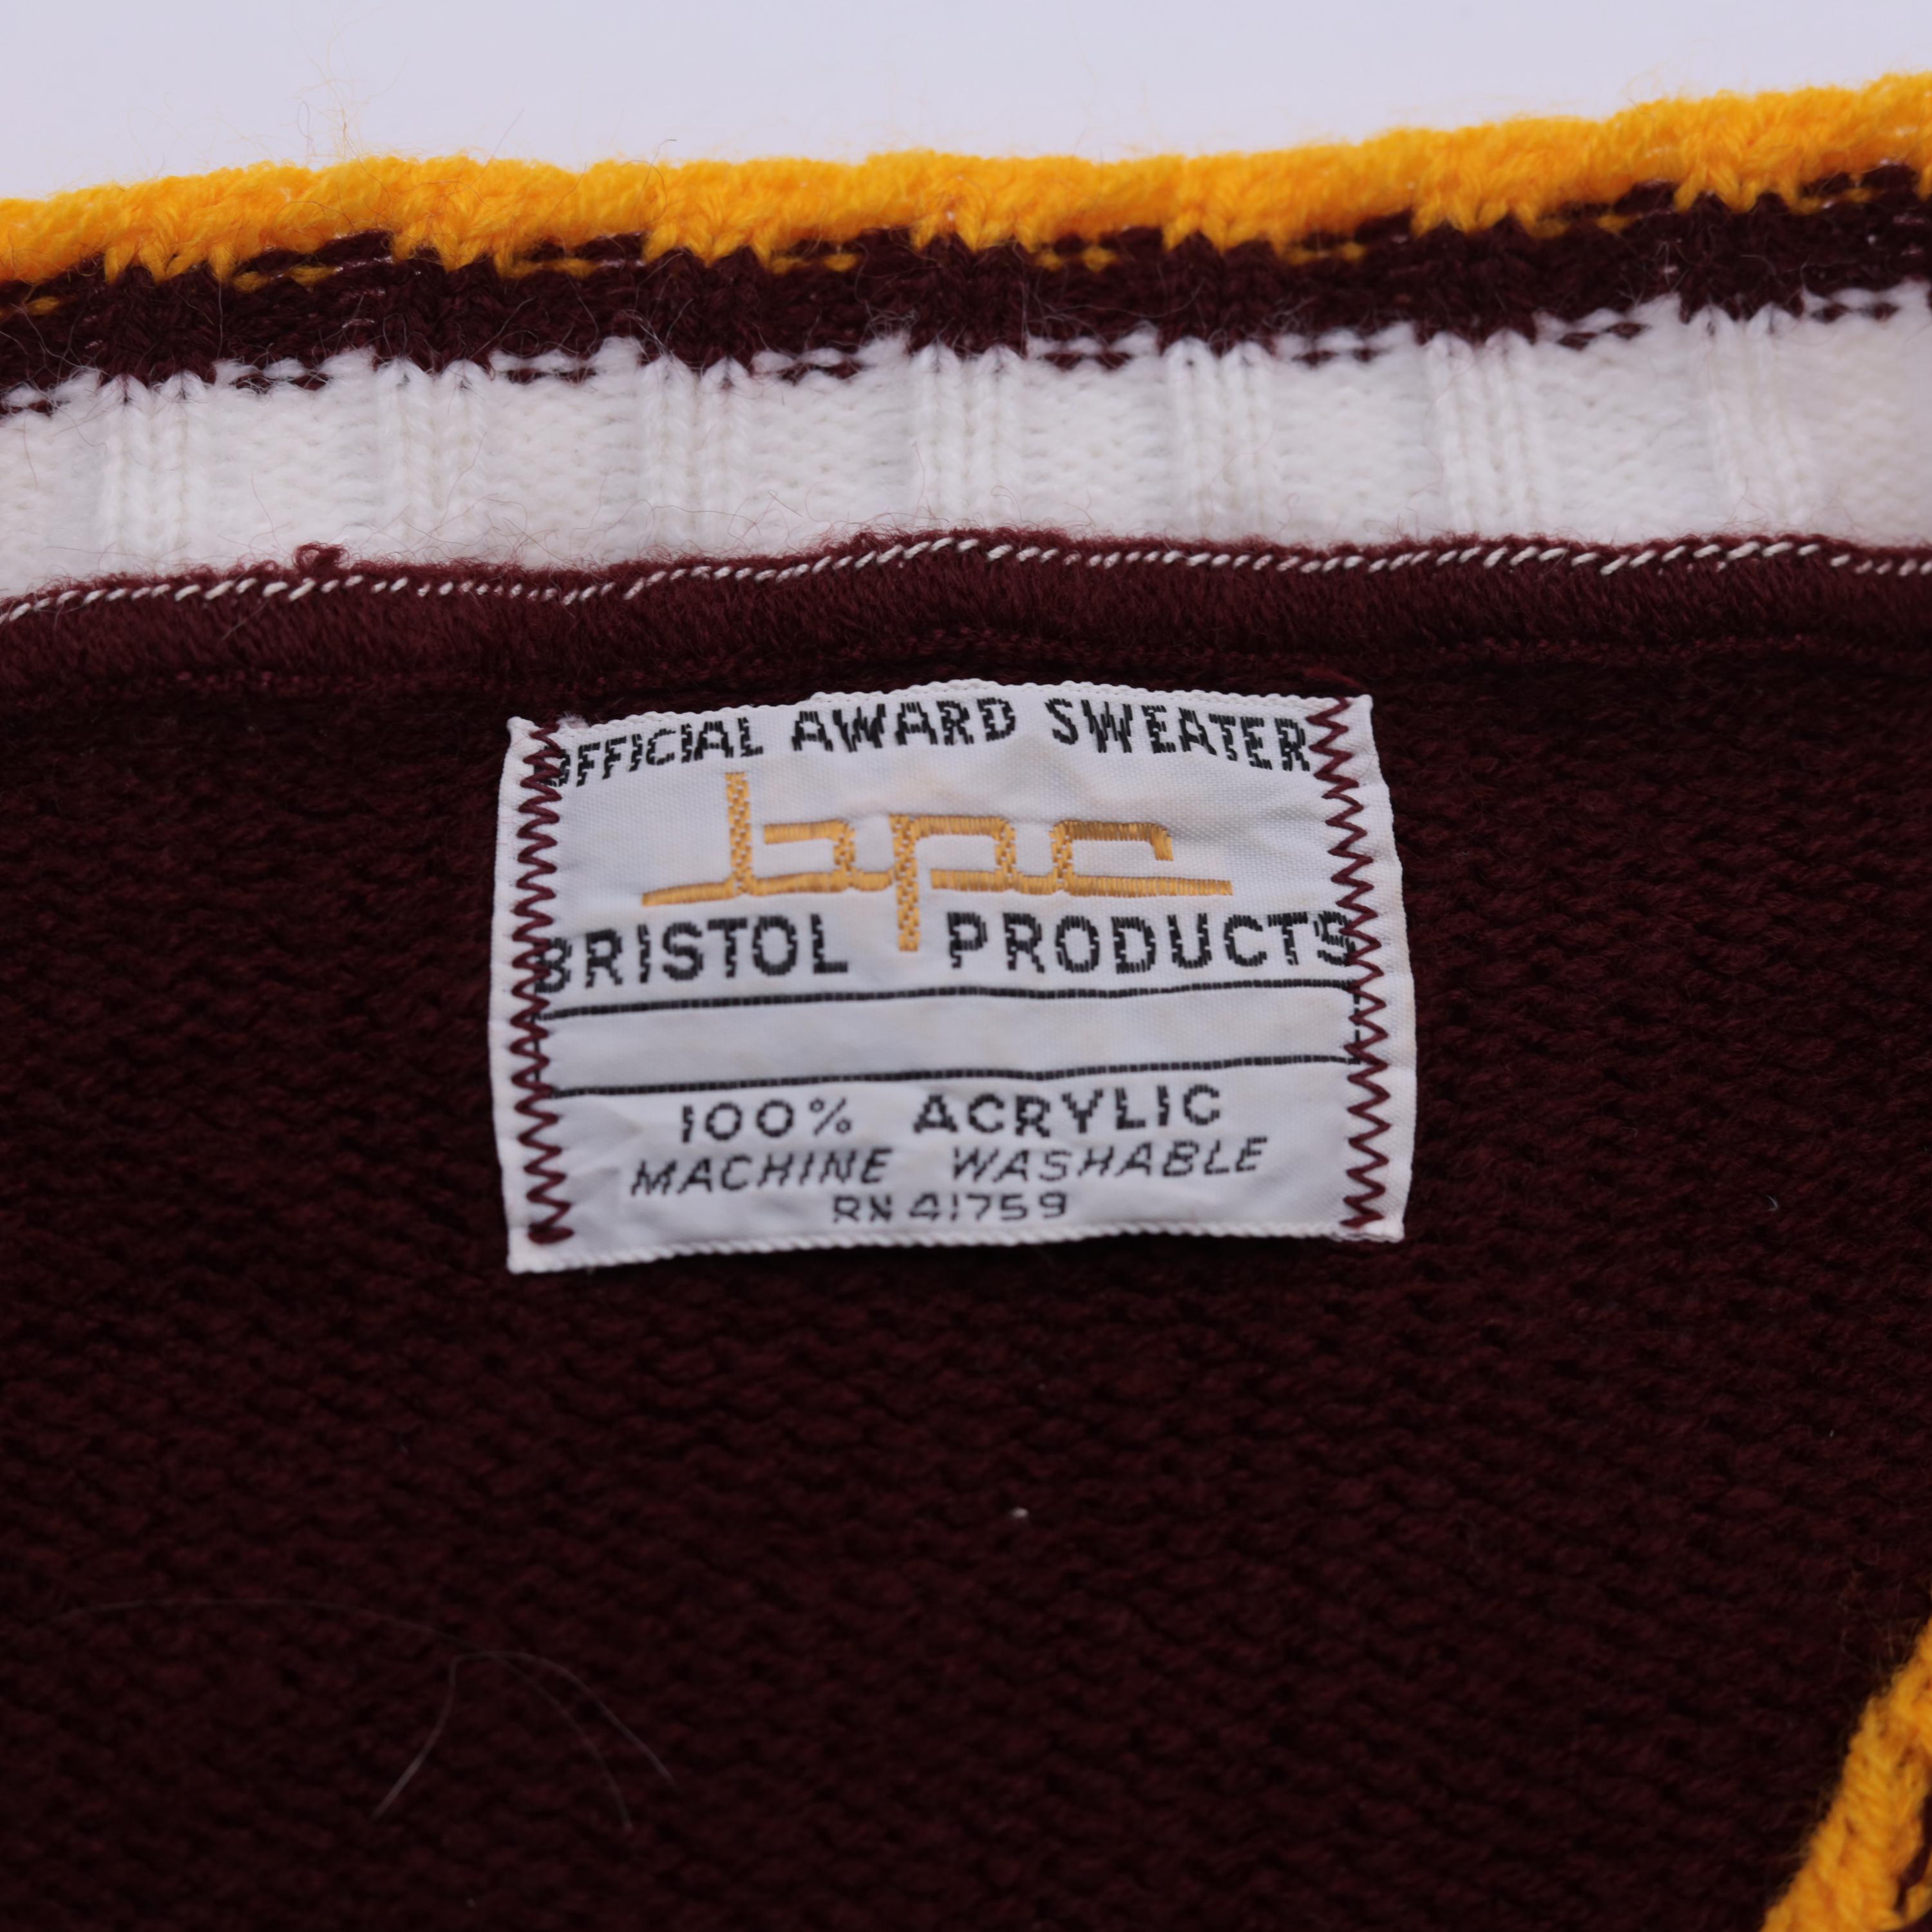 OFFICIAL AWARD SWEATER
bpc
BRISTOL PRODUCTS
100% ACRYLIC
MACHINE WASHABLE
RN 41759